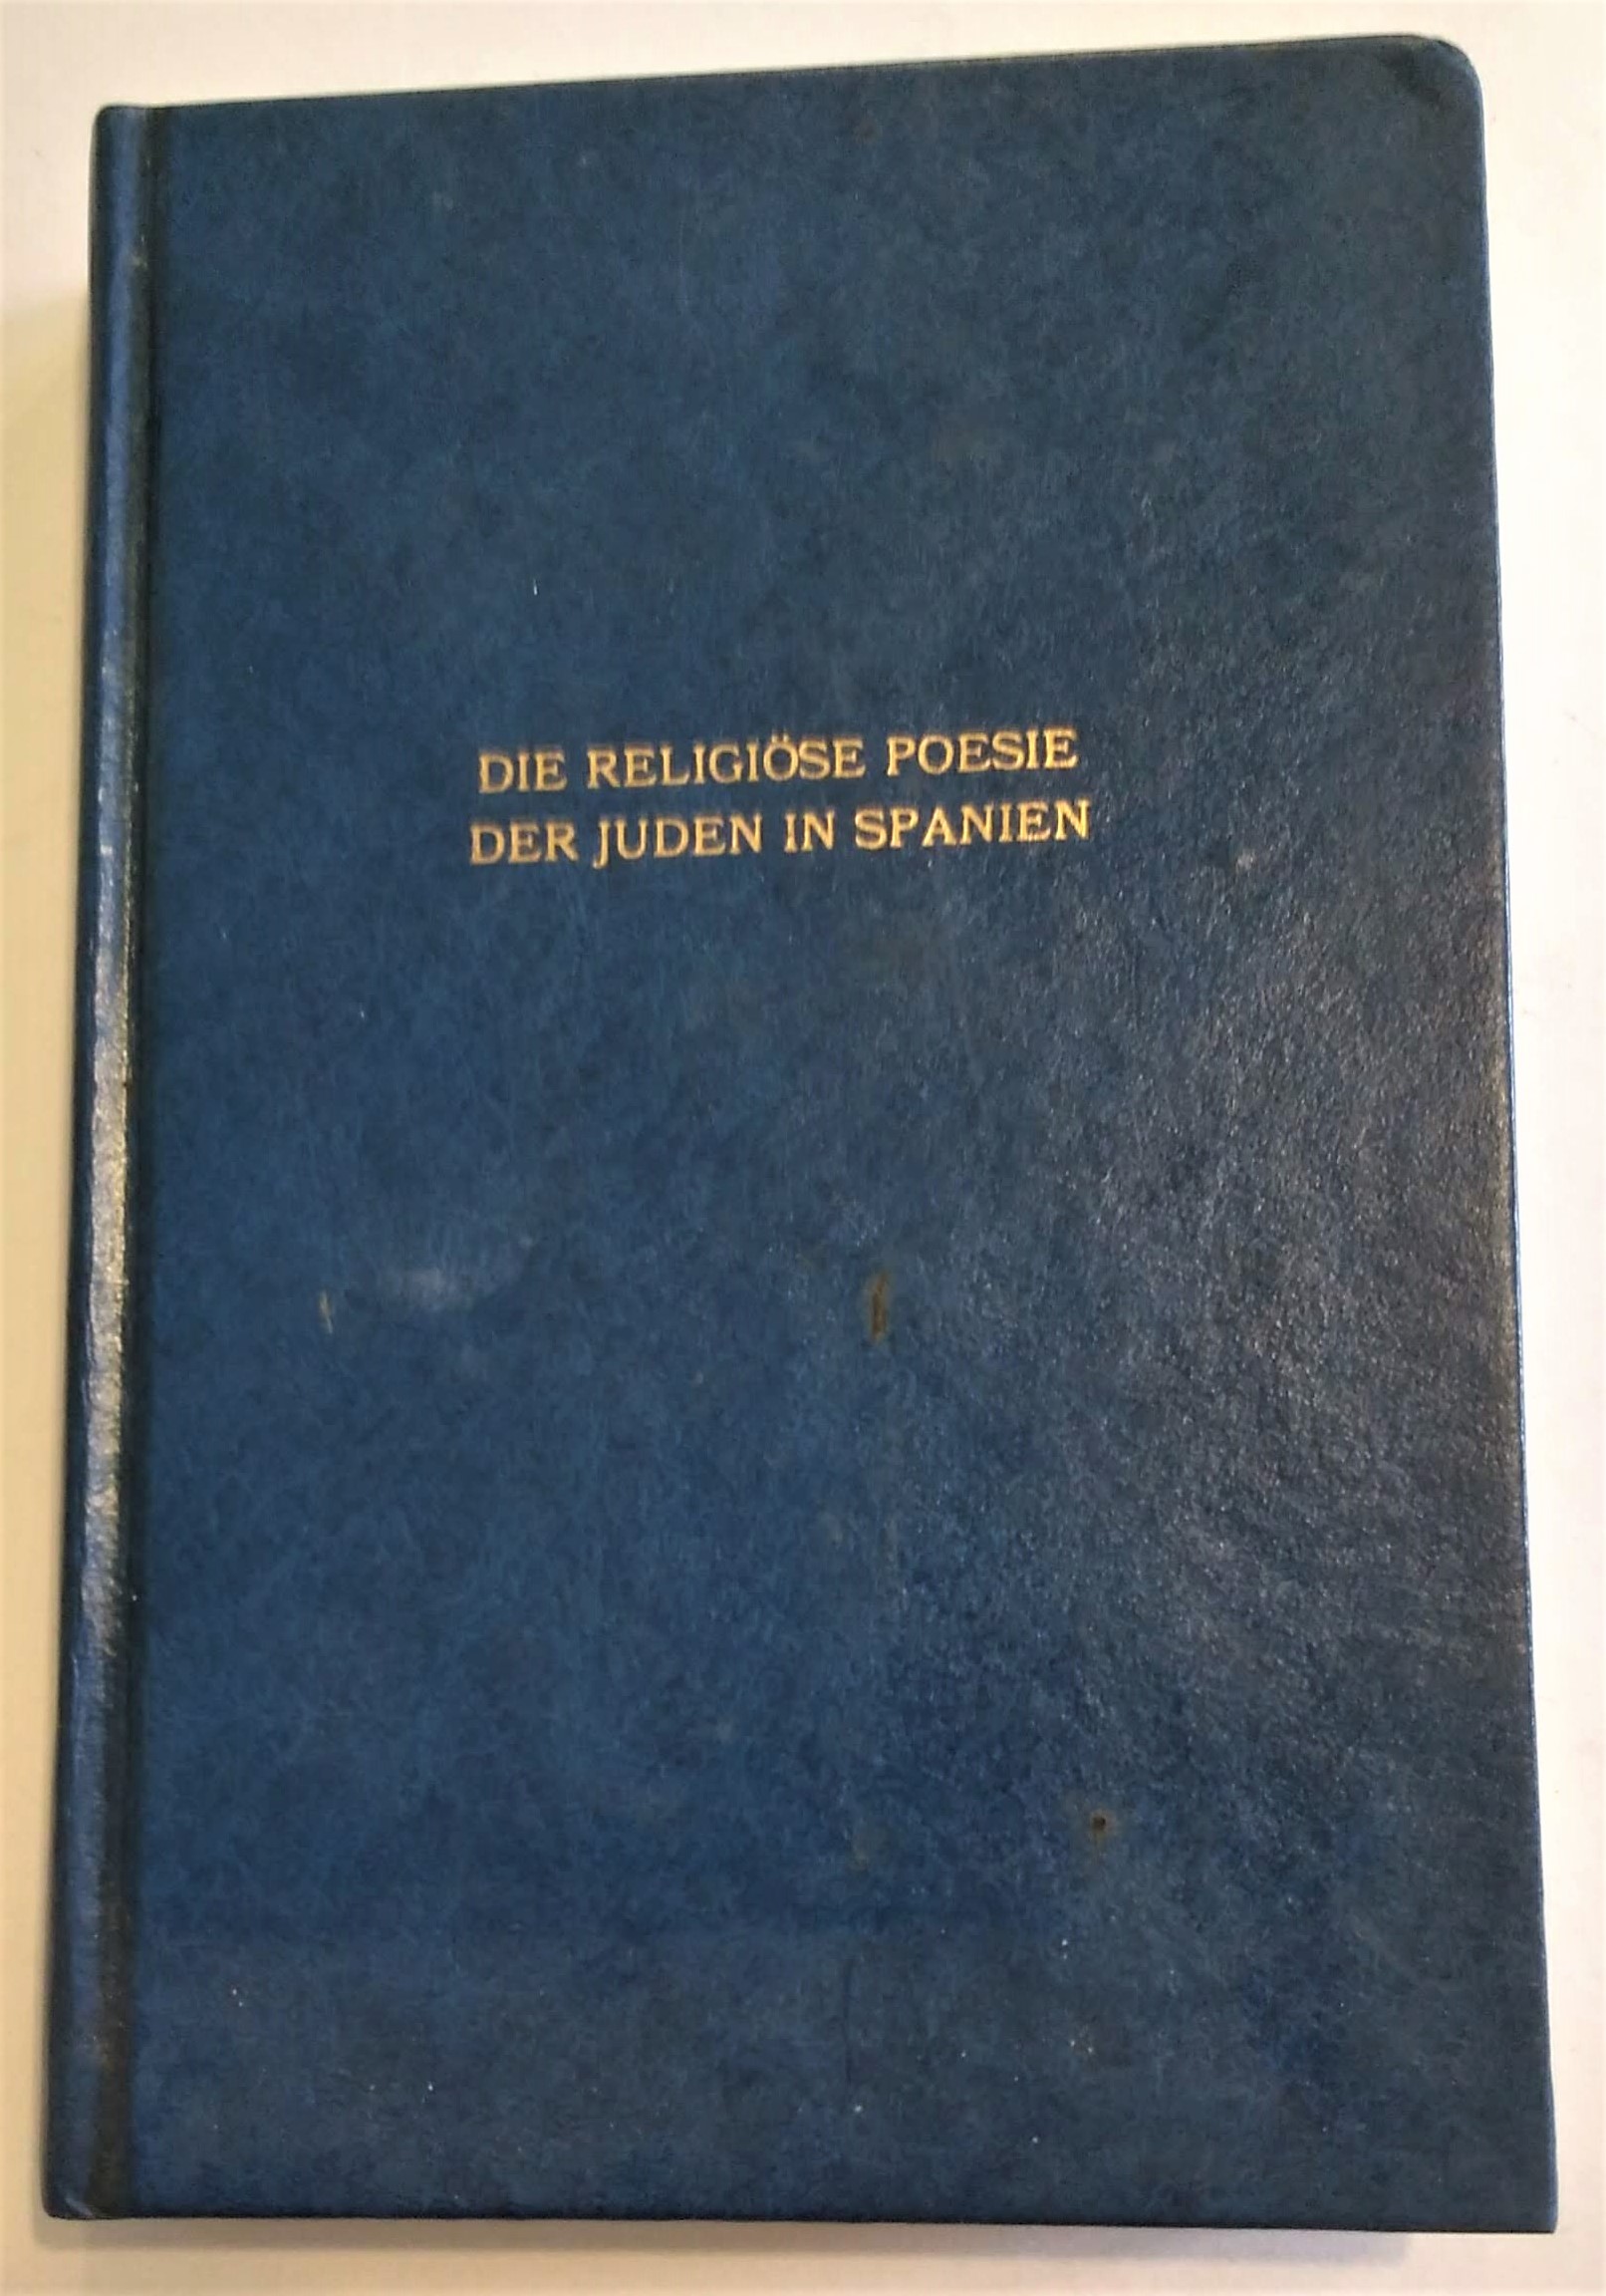 DIE RELIGIÖSE POESIE
DER JUDEN IN SPANIEN